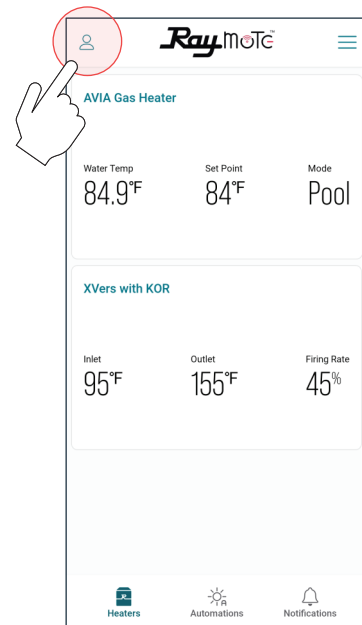 Raymote™
AVIA Gas Heater
Water Temp Set Point Mode
84.9°F 84°F Pool
XVers with KOR
Inlet Outlet Firing Rate
95°F 155°F 45%
A
Heaters Automations Notifications